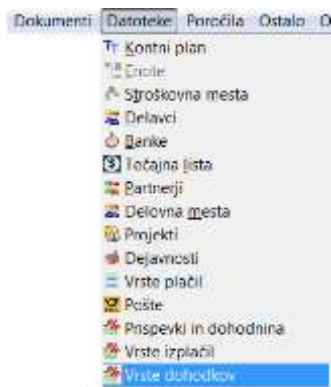 Dokumenti Datoteke Poročila Ostalo O
Kontni plan
Enote
Stroškovna mesta
Delavci
Banke
Tečajna lista
Partnerji
Delovna mesta
Projekti
Dejavnosti
Vrste plačil
Pošte
Prispevki in dohodnina
Vrste izplačil
Vrste dohodkov